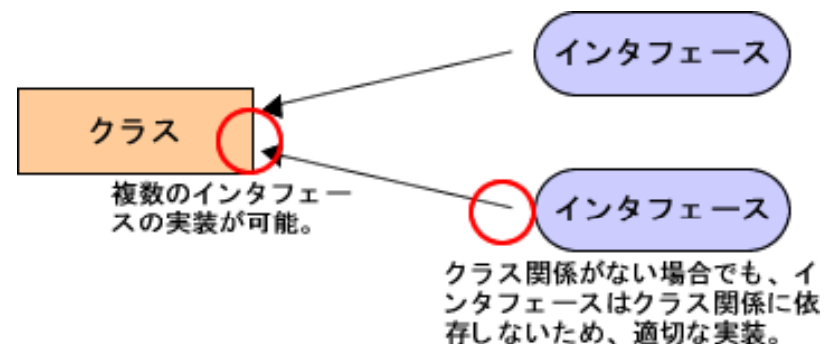 インタフェース
クラス
複数のインタフェー
スの実装が可能。
インタフェース
クラス関係がない場合でも、イ
ンタフェースはクラス関係に依
存しないため、適切な実装。